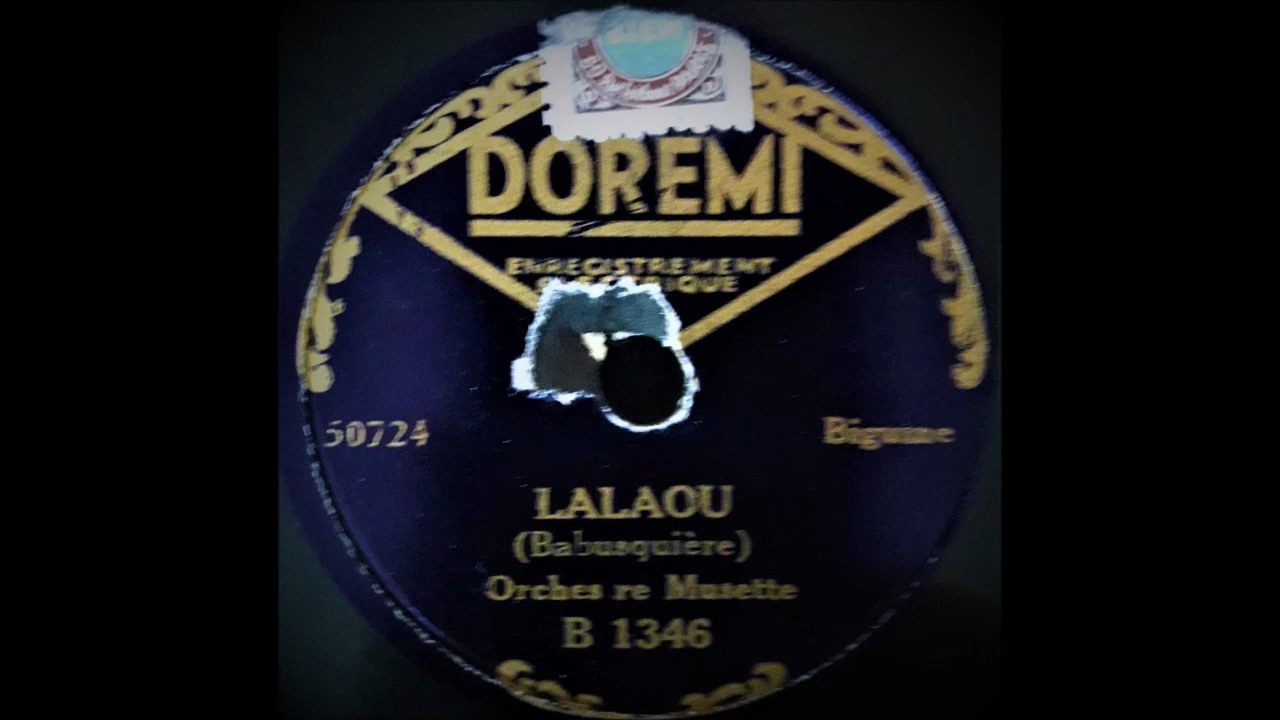 DOREMI
ENREGISTREMENT
50724
Biguine
LALAOU
(Babusquière)
Orches re Musette
B 1346